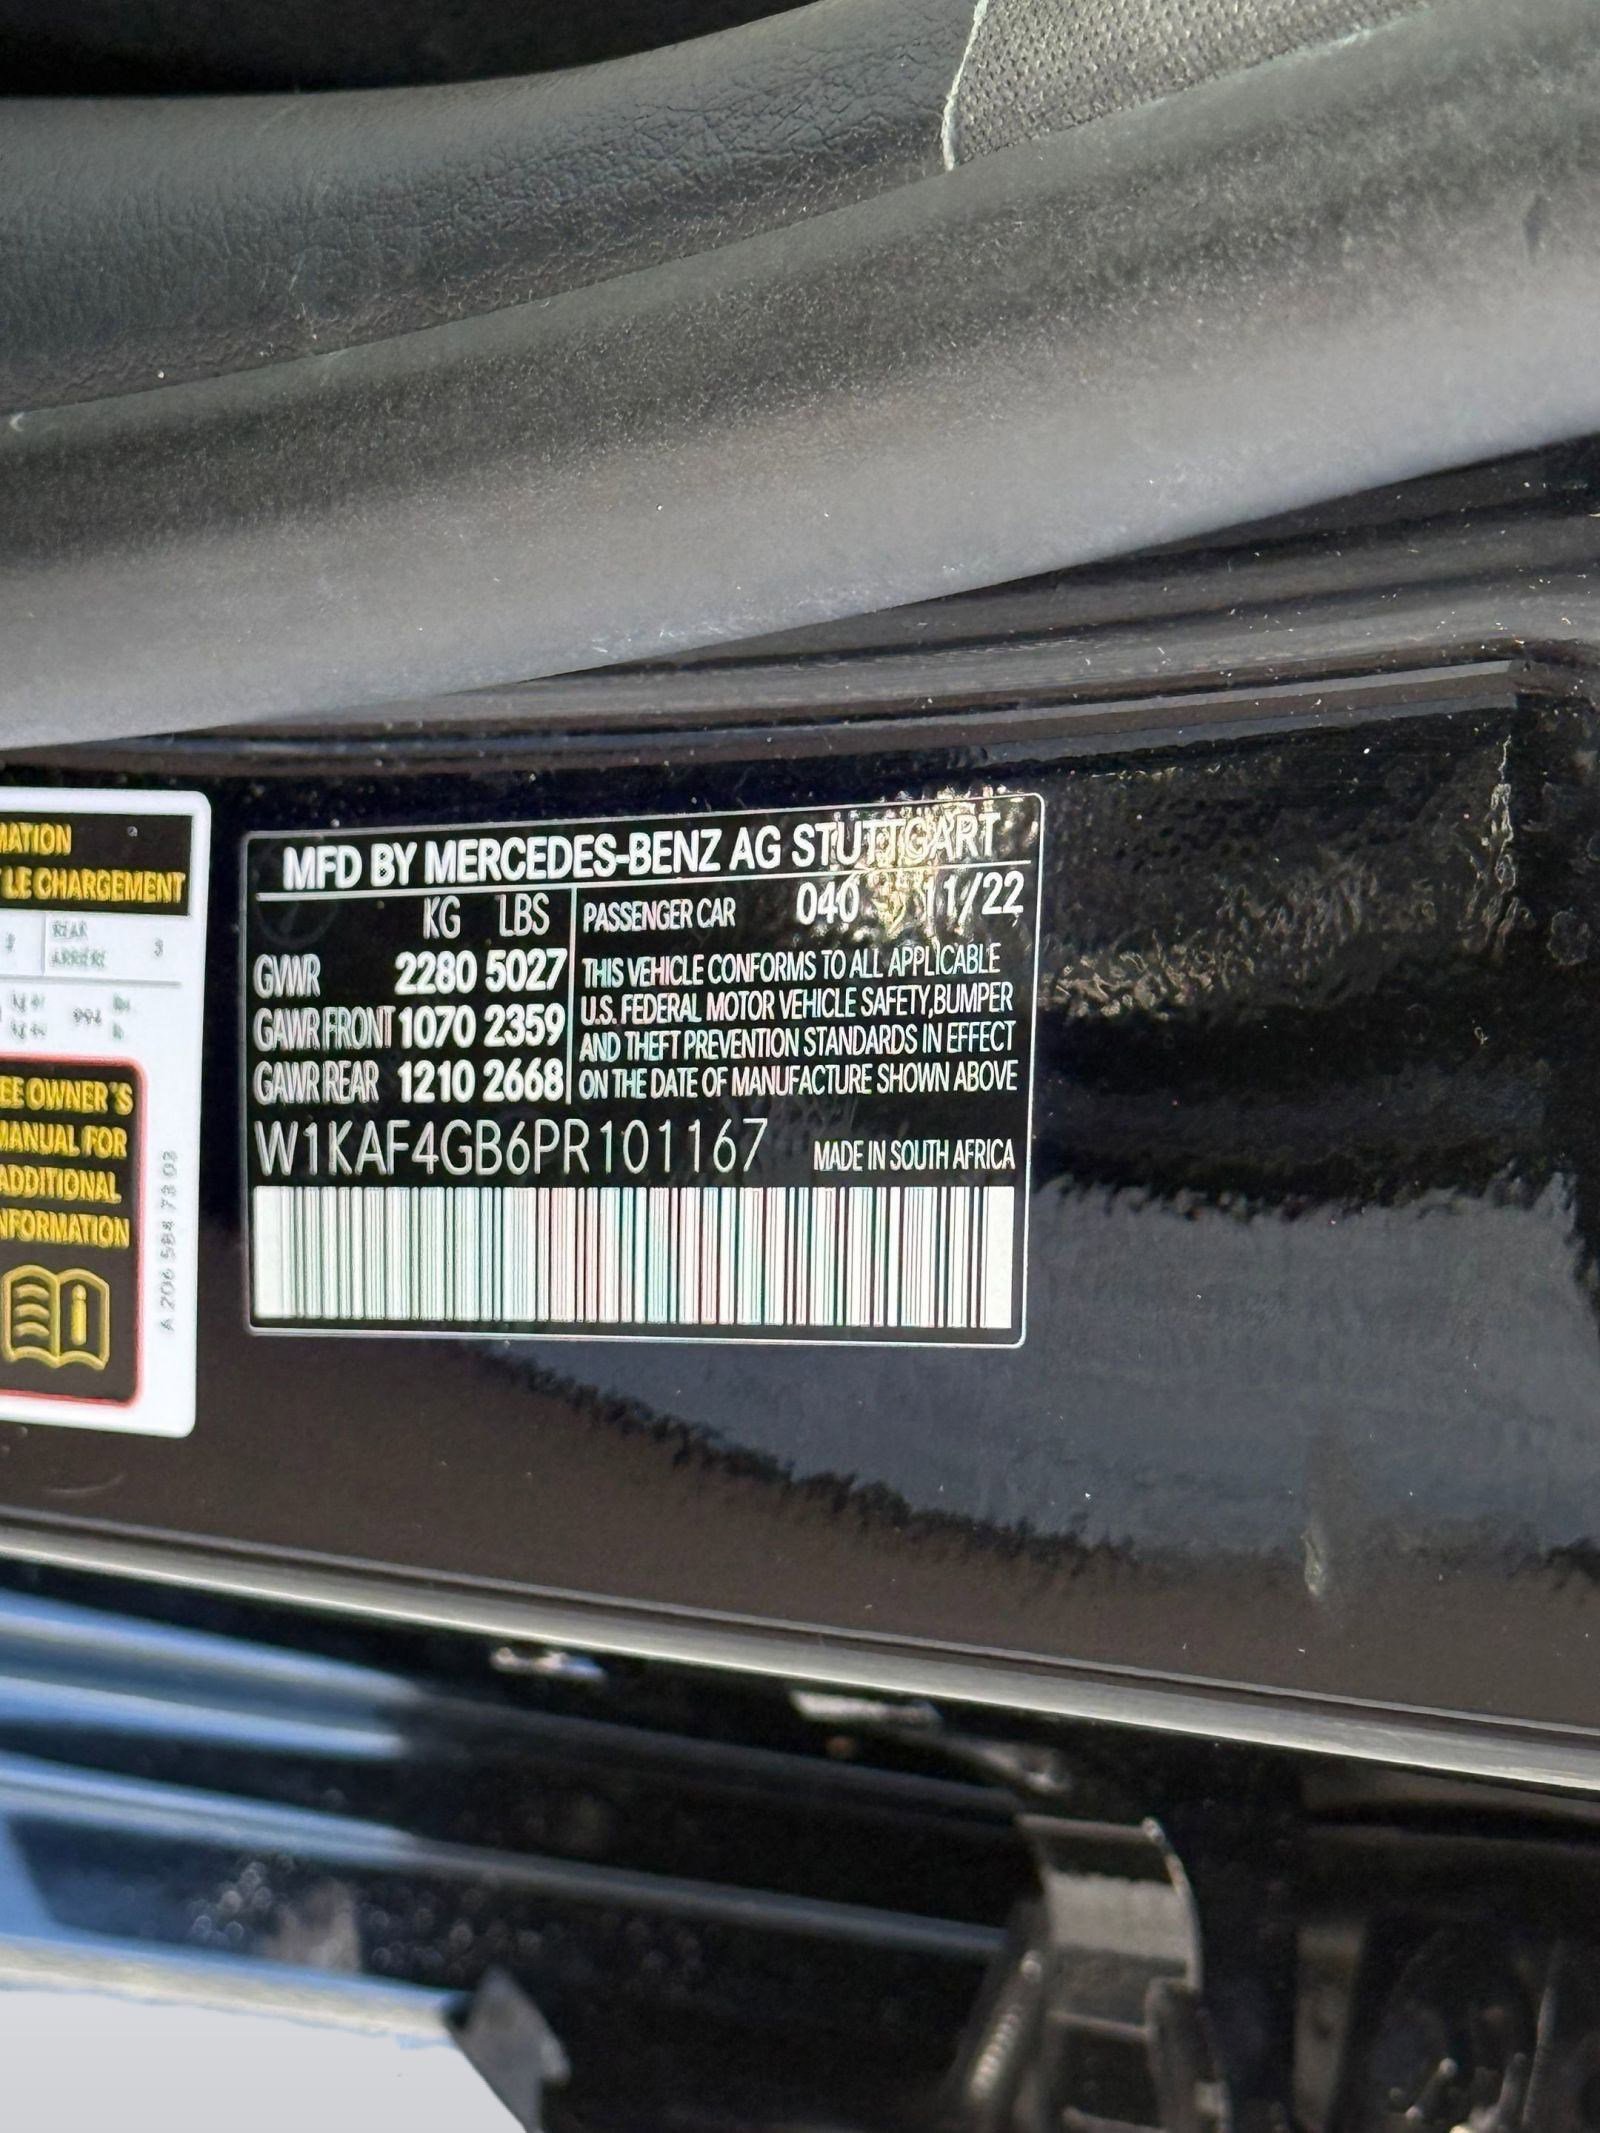 MATION
LE CHARGEMENT
REAR
ARRIÈRE 3
EE OWNER'S
MANUAL FOR
ADDITIONAL
NFORMATION
A 206 584 73 03
MFD BY MERCEDES-BENZ AG STUTTGART
KG LBS
GVWR 2280 5027
GAWR FRONT 1070 2359
GAWR REAR 1210 2668
PASSENGER CAR 040 11/22
THIS VEHICLE CONFORMS TO ALL APPLICABLE
U.S. FEDERAL MOTOR VEHICLE SAFETY,BUMPER
AND THEFT PREVENTION STANDARDS IN EFFECT
ON THE DATE OF MANUFACTURE SHOWN ABOVE
W1KAF4GB6PR101167 MADE IN SOUTH AFRICA